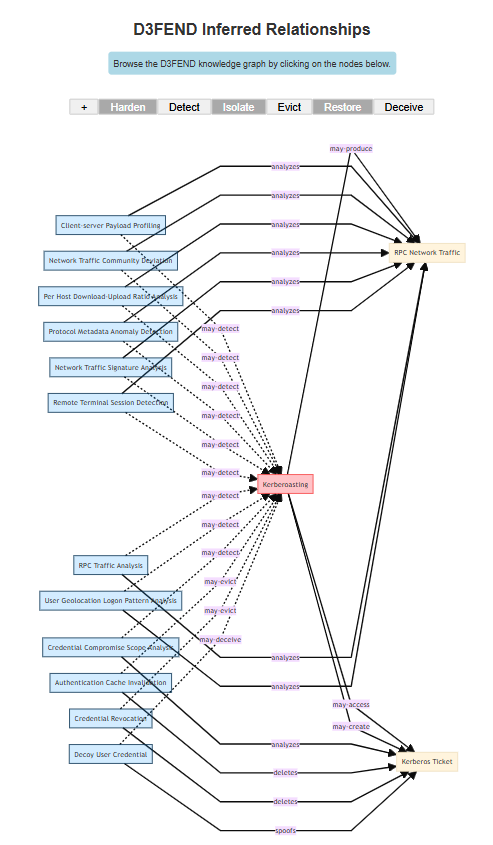 D3FEND Inferred Relationships
Browse the D3FEND knowledge graph by clicking on the nodes below.
+ Harden Detect Isolate Evict Restore Deceive
may-produce
analyzes
analyzes
Client-server Payload Profiling
analyzes
Network Traffic Community Deviation
analyzes
RPC Network Traffic
analyzes
Per Host Download-Upload Ratio Analysis
analyzes
Protocol Metadata Anomaly Detection
may-detect
may-detect
Network Traffic Signature Analysis
may-detect
Remote Terminal Session Detection
may-detect
may-detect
may-detect
Kerberoasting
may-detect
may-detect
may-detect
RPC Traffic Analysis
may-evict
User Geolocation Logon Pattern Analysis
may-evict
may-deceive
Credential Compromise Scope Analysis
analyzes
Authentication Cache Invalidation
analyzes
may-access
Credential Revocation
may-create
analyzes
Decoy User Credential
Kerberos Ticket
deletes
deletes
spoofs